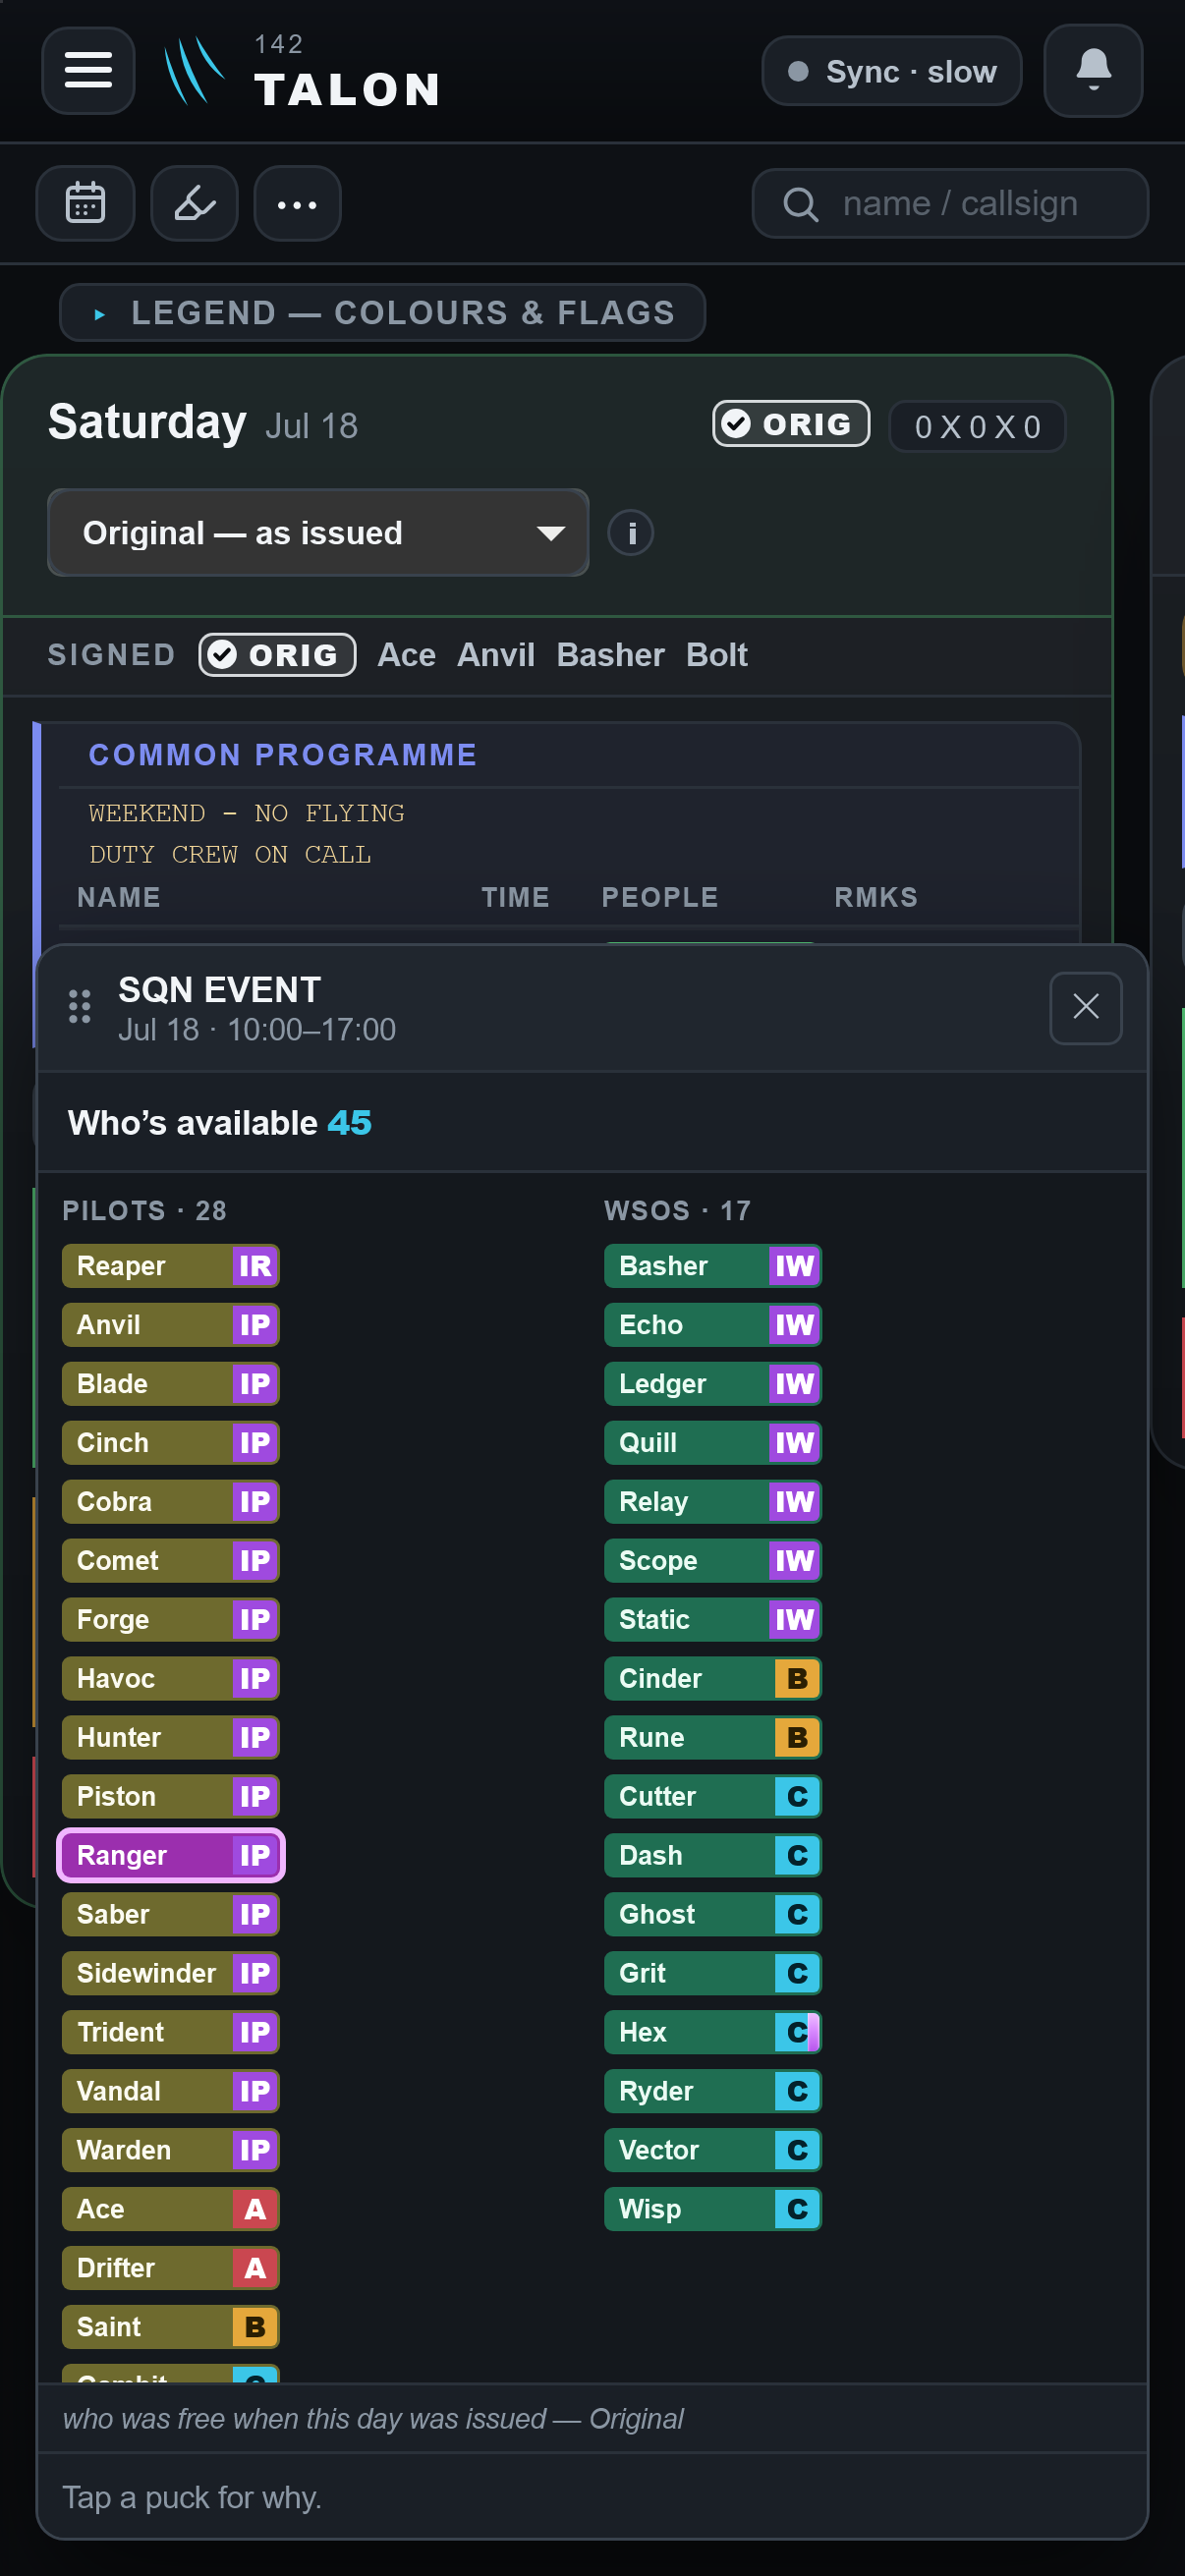 142
TALON
Sync · slow
name / callsign
LEGEND — COLOURS & FLAGS
Saturday Jul 18
ORIG
0 X 0 X 0
Original — as issued
i
SIGNED ORIG Ace Anvil Basher Bolt
COMMON PROGRAMME
WEEKEND - NO FLYING
DUTY CREW ON CALL
NAME TIME PEOPLE RMKS
SQN EVENT
Jul 18 · 10:00–17:00
Who's available 45
PILOTS · 28
Reaper IR
Anvil IP
Blade IP
Cinch IP
Cobra IP
Comet IP
Forge IP
Havoc IP
Hunter IP
Piston IP
Ranger IP
Saber IP
Sidewinder IP
Trident IP
Vandal IP
Warden IP
Ace A
Drifter A
Saint B
WSOS · 17
Basher IW
Echo IW
Ledger IW
Quill IW
Relay IW
Scope IW
Static IW
Cinder B
Rune B
Cutter C
Dash C
Ghost C
Grit C
Hex C
Ryder C
Vector C
Wisp C
who was free when this day was issued — Original
Tap a puck for why.